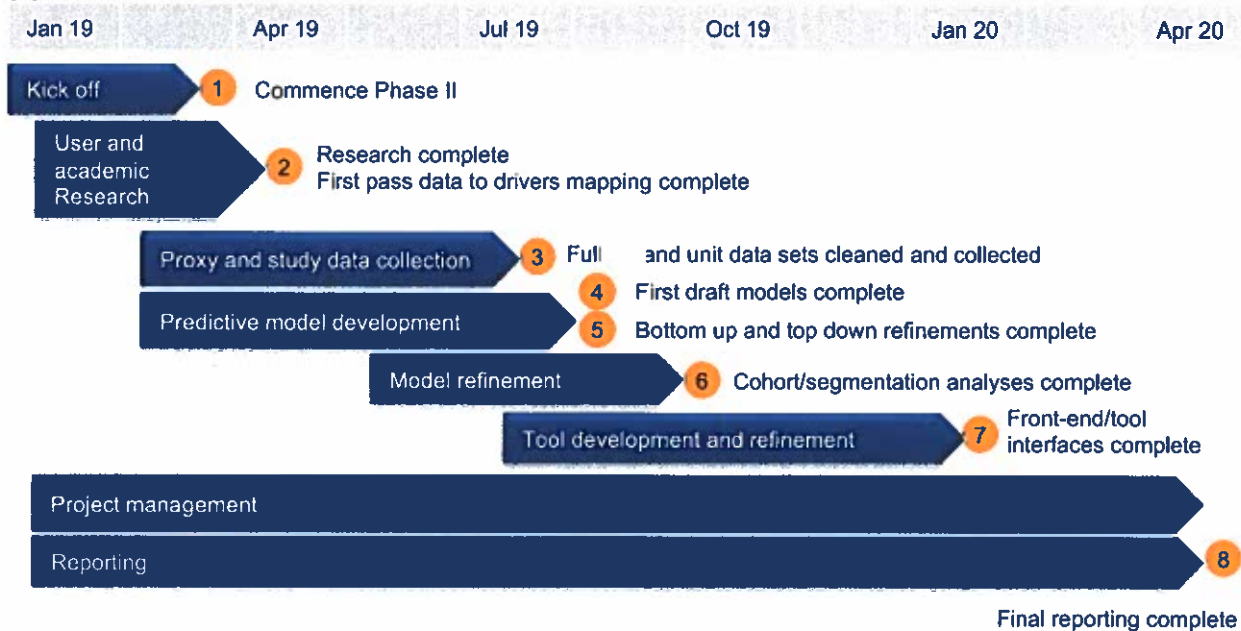 Jan 19 Apr 19 Jul 19 Oct 19 Jan 20 Apr 20
Kick off 1 Commence Phase II
User and
academic
Research
2 Research complete
First pass data to drivers mapping complete
Proxy and study data collection 3 Full and unit data sets cleaned and collected
4 First draft models complete
Predictive model development
5 Bottom up and top down refinements complete
Model refinement 6 Cohort/segmentation analyses complete
Tool development and refinement 7 Front-end/tool
interfaces complete
Project management
Reporting 8
Final reporting complete